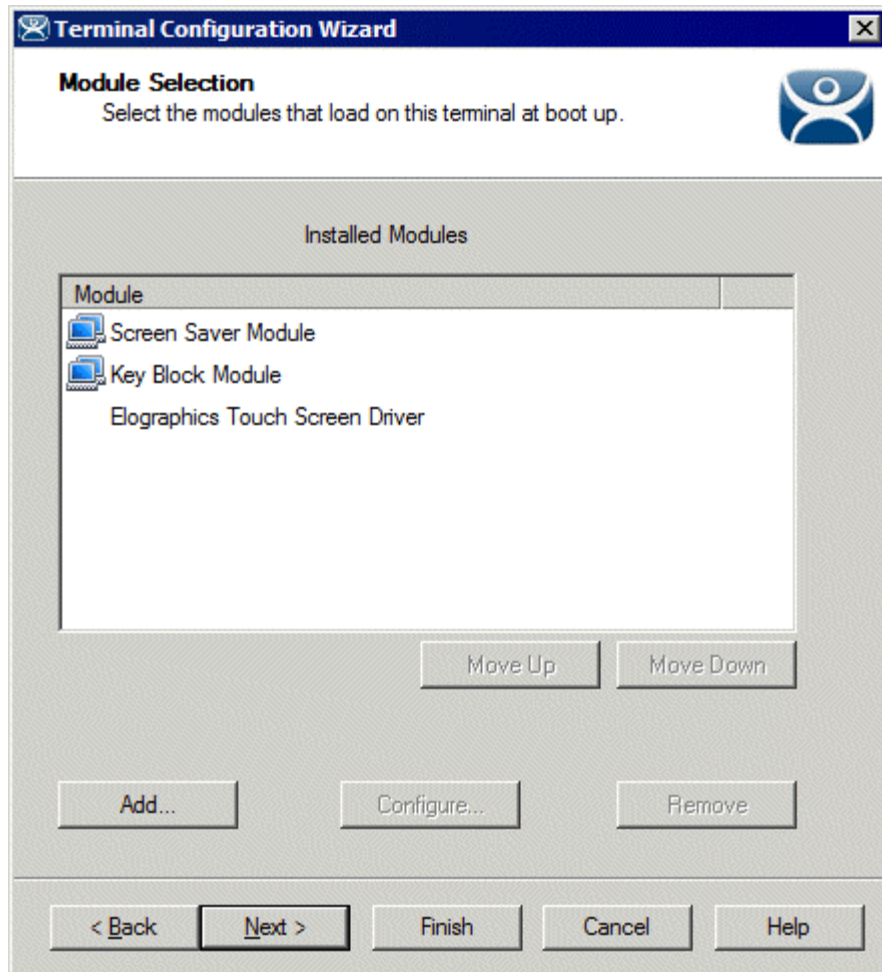 Terminal Configuration Wizard
Module Selection
Select the modules that load on this terminal at boot up.
Installed Modules
Module
Screen Saver Module
Key Block Module
Elographics Touch Screen Driver
Move Up
Move Down
Add...
Configure...
Remove
< Back
Next >
Finish
Cancel
Help